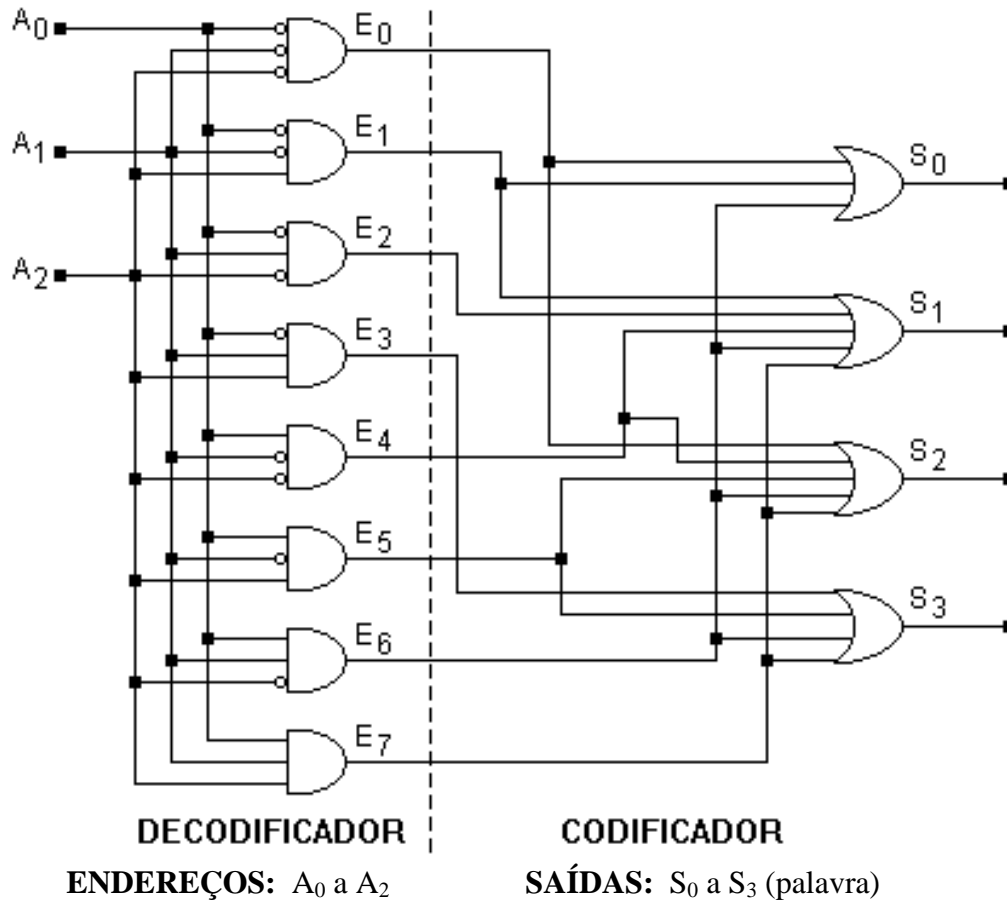 A0
E0
E1
A1
S0
E2
A2
S1
E3
E4
S2
E5
S3
E6
E7
DECODIFICADOR
CODIFICADOR
ENDEREÇOS: A0 a A2
SAÍDAS: S0 a S3 (palavra)